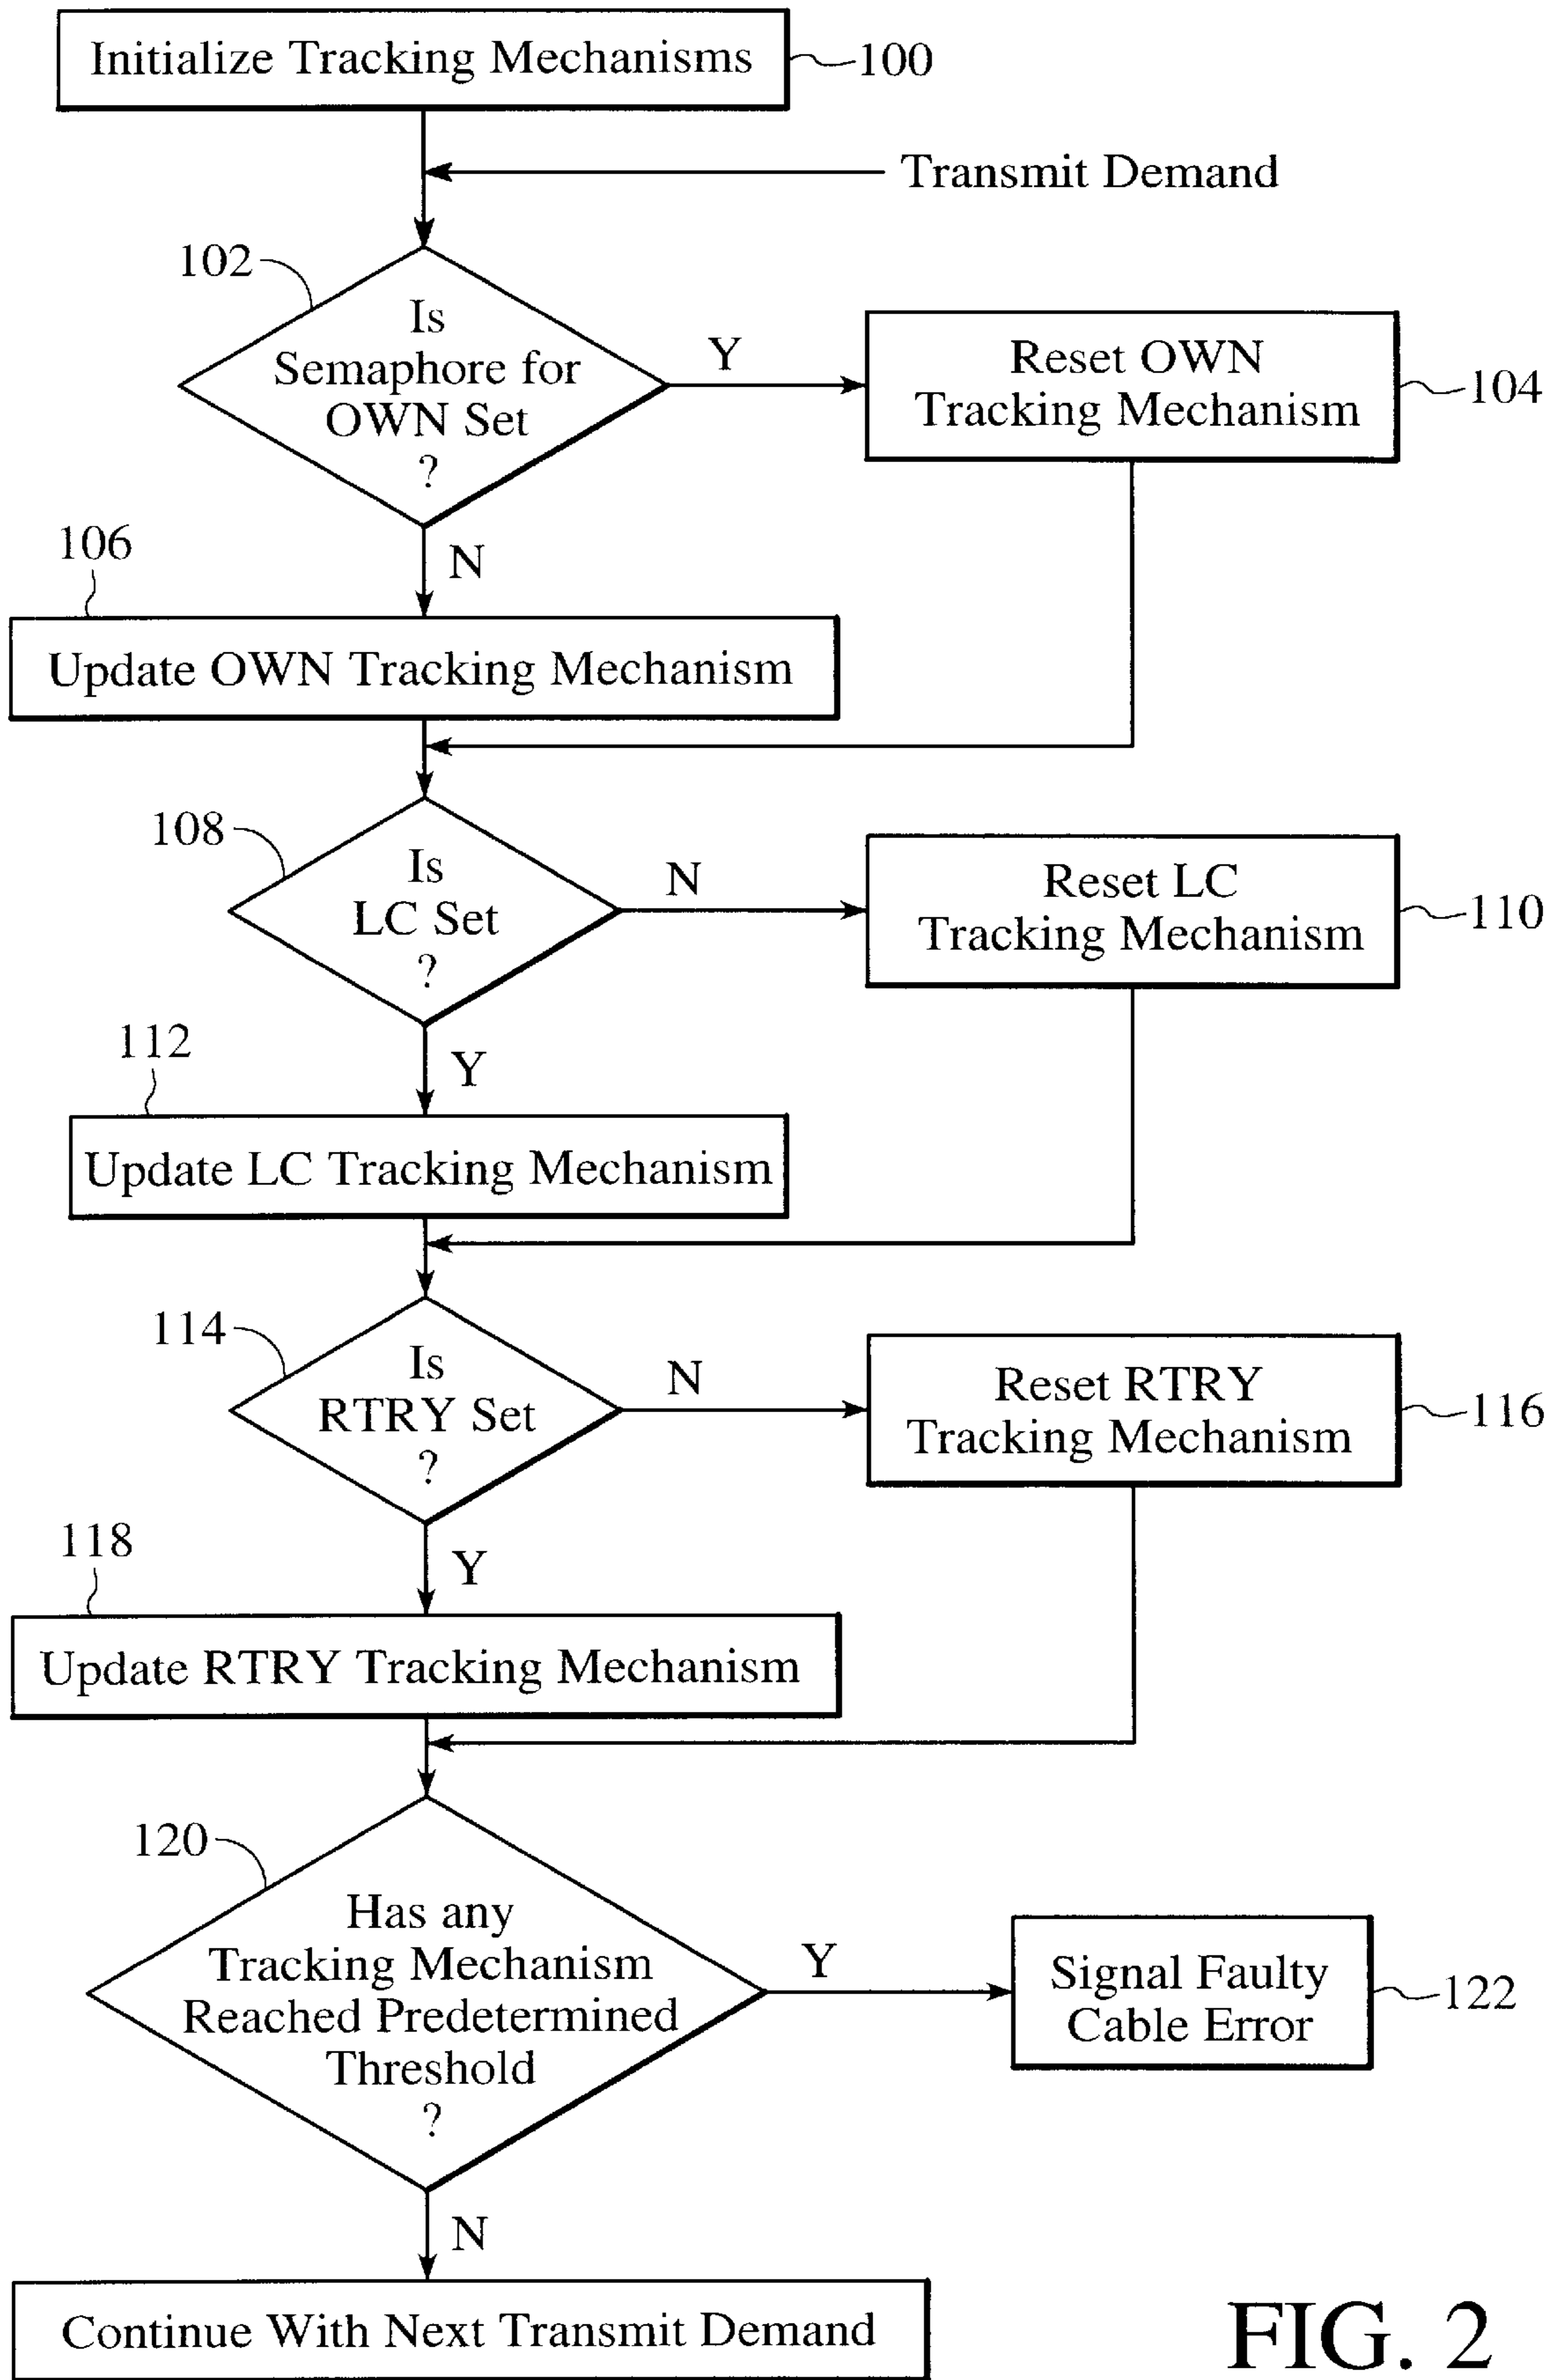 Initialize Tracking Mechanisms
100
Transmit Demand
102
Is
Semaphore for
OWN Set
?
Y
Reset OWN
Tracking Mechanism
104
N
106
Update OWN Tracking Mechanism
108
Is
LC Set
?
N
Reset LC
Tracking Mechanism
110
Y
112
Update LC Tracking Mechanism
114
Is
RTRY Set
?
N
Reset RTRY
Tracking Mechanism
116
Y
118
Update RTRY Tracking Mechanism
120
Has any
Tracking Mechanism
Reached Predetermined
Threshold
?
Y
Signal Faulty
Cable Error
122
N
Continue With Next Transmit Demand
FIG. 2